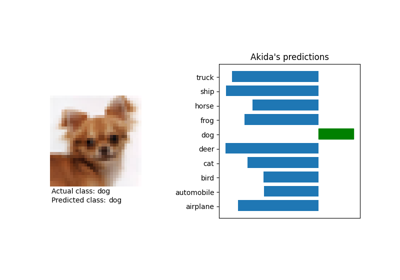 Akida's predictions
truck
ship
horse
frog
dog
deer
cat
bird
automobile
airplane
Actual class: dog
Predicted class: dog